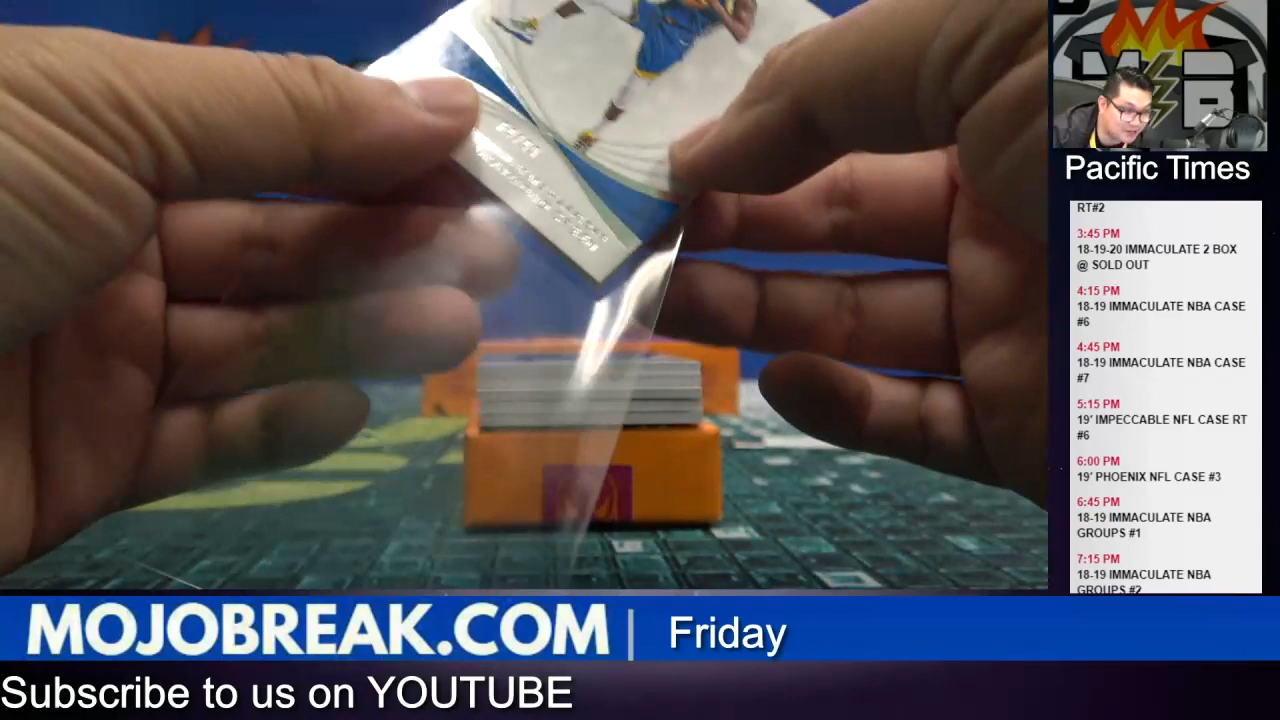 Pacific Times
RT#2
3:45 PM
18-19-20 IMMACULATE 2 BOX
@ SOLD OUT
4:15 PM
18-19 IMMACULATE NBA CASE
#6
4:45 PM
18-19 IMMACULATE NBA CASE
#7
5:15 PM
19' IMPECCABLE NFL CASE RT
#6
6:00 PM
19' PHOENIX NFL CASE #3
6:45 PM
18-19 IMMACULATE NBA
GROUPS #1
7:15 PM
18-19 IMMACULATE NBA
GROUPS #2
MOJOBREAK.COM | Friday
Subscribe to us on YOUTUBE